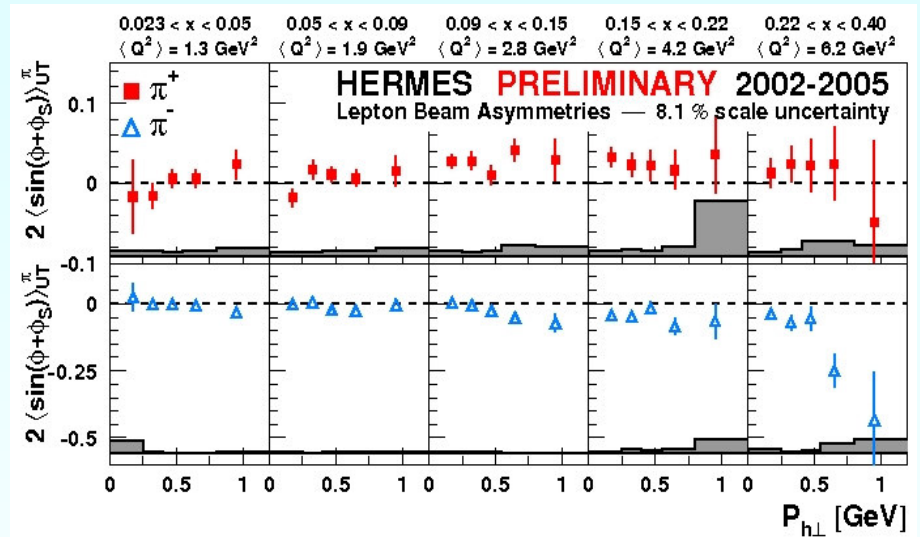 0.023 < x < 0.05 0.05 < x < 0.09 0.09 < x < 0.15 0.15 < x < 0.22 0.22 < x < 0.40
⟨ Q² ⟩ = 1.3 GeV² ⟨ Q² ⟩ = 1.9 GeV² ⟨ Q² ⟩ = 2.8 GeV² ⟨ Q² ⟩ = 4.2 GeV² ⟨ Q² ⟩ = 6.2 GeV²
2 ⟨sin(ϕ+ϕ_S)⟩^π_UT
π⁺
π⁻
HERMES PRELIMINARY 2002-2005
Lepton Beam Asymmetries — 8.1 % scale uncertainty
0.1
0
-0.1
2 ⟨sin(ϕ+ϕ_S)⟩^π_UT
0
-0.25
-0.5
0 0.5 1 0 0.5 1 0 0.5 1 0 0.5 1 0 0.5 1
P_h⊥ [GeV]